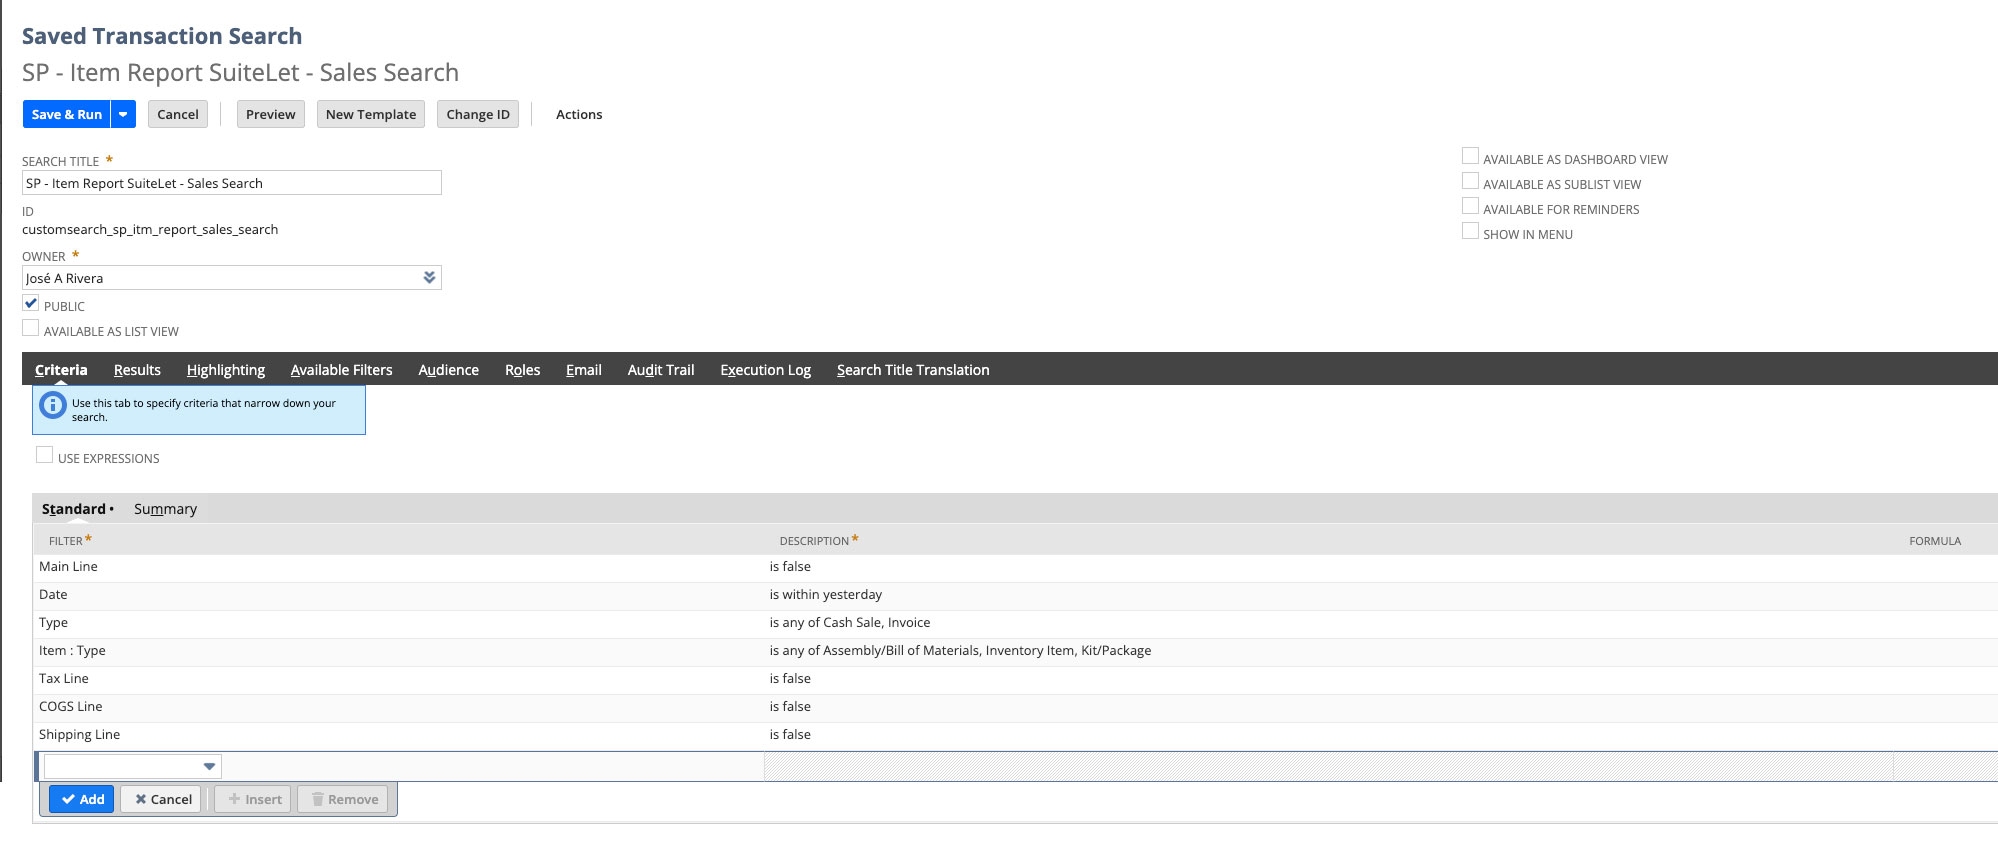 Saved Transaction Search
SP - Item Report SuiteLet - Sales Search
Save & Run
Cancel
Preview
New Template
Change ID
Actions
SEARCH TITLE *
SP - Item Report SuiteLet - Sales Search
ID
customsearch_sp_itm_report_sales_search
OWNER *
José A Rivera
PUBLIC
AVAILABLE AS LIST VIEW
AVAILABLE AS DASHBOARD VIEW
AVAILABLE AS SUBLIST VIEW
AVAILABLE FOR REMINDERS
SHOW IN MENU
Criteria Results Highlighting Available Filters Audience Roles Email Audit Trail Execution Log Search Title Translation
Use this tab to specify criteria that narrow down your
search.
USE EXPRESSIONS
Standard • Summary
FILTER * DESCRIPTION * FORMULA
Main Line is false
Date is within yesterday
Type is any of Cash Sale, Invoice
Item : Type is any of Assembly/Bill of Materials, Inventory Item, Kit/Package
Tax Line is false
COGS Line is false
Shipping Line is false
Add Cancel Insert Remove